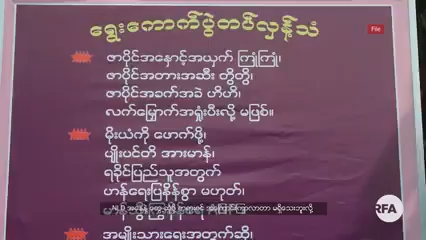 ရွေးကောက်ပွဲတပ်လှန့်သံ
File
ဇာပိုင်အနှောင့်အယှက် ကြုံကြုံ၊
ဇာပိုင်အတားအဆီး တွိတွိ၊
ဇာပိုင်အခက်အခဲ ဟိဟိ၊
လက်မြှောက်အရှုံးပီးလို့ မဖြစ်။
မိုးယံကို ဖောက်ဖို့၊
ပျိုးပင်တိ အားမာန်၊
ရခိုင်ပြည်သူအတွက်
ဟန်ရေးပြနိန်စွာ မဟုတ်၊
RFA
အမျိုးသားရေးအတွက်ဆို၊